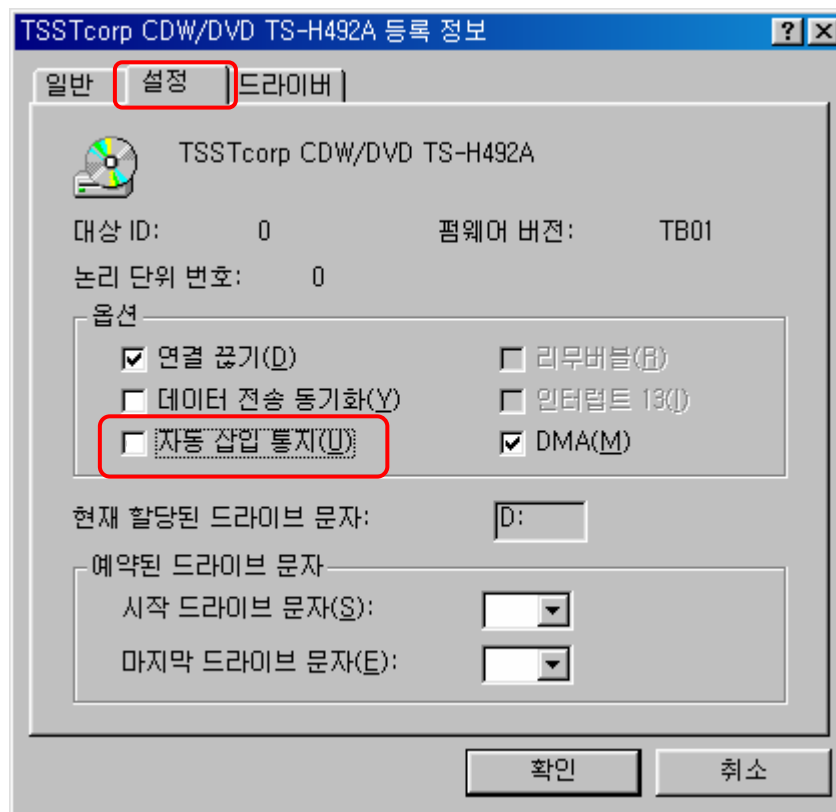 TSSTcorp CDW/DVD TS-H492A 등록 정보
일반 설정 드라이버
TSSTcorp CDW/DVD TS-H492A
대상 ID: 0 펌웨어 버전: TB01
논리 단위 번호: 0
옵션
연결 끊기(D) 리무버블(R)
데이터 전송 동기화(Y) 인터럽트 13(I)
자동 삽입 통지(U) DMA(M)
현재 할당된 드라이브 문자: D:
예약된 드라이브 문자
시작 드라이브 문자(S):
마지막 드라이브 문자(E):
확인 취소